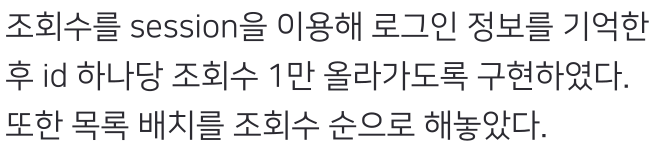 조회수를 session을 이용해 로그인 정보를 기억한
후 id 하나당 조회수 1만 올라가도록 구현하였다.
또한 목록 배치를 조회수 순으로 해놓았다.